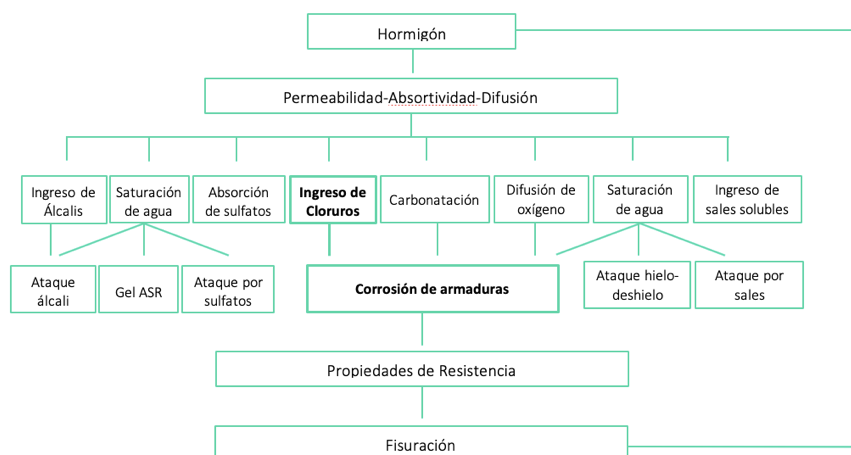 Hormigón
Permeabilidad-Absortividad-Difusión
Ingreso de
Álcalis
Saturación
de agua
Absorción
de sulfatos
Ingreso de
Cloruros
Carbonatación
Difusión de
oxígeno
Saturación
de agua
Ingreso de
sales solubles
Ataque
álcali
Gel ASR
Ataque por
sulfatos
Corrosión de armaduras
Ataque hielo-
deshielo
Ataque por
sales
Propiedades de Resistencia
Fisuración